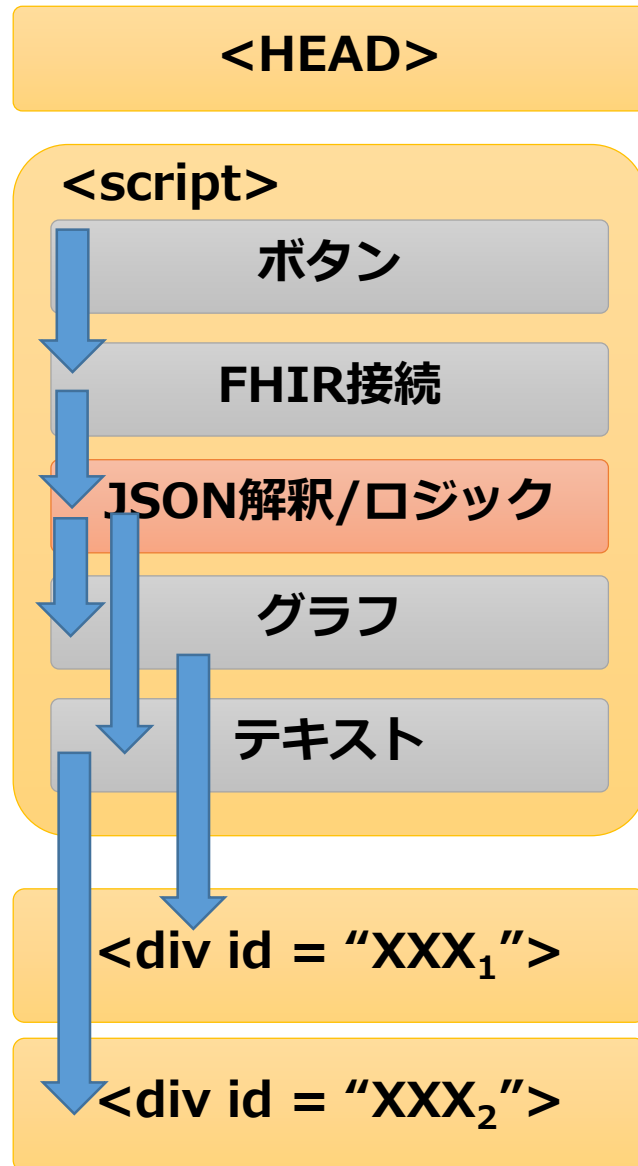 <HEAD>
<script>
ボタン
FHIR接続
JSON解釈/ロジック
グラフ
テキスト
<div id = “XXX₁”>
<div id = “XXX₂”>